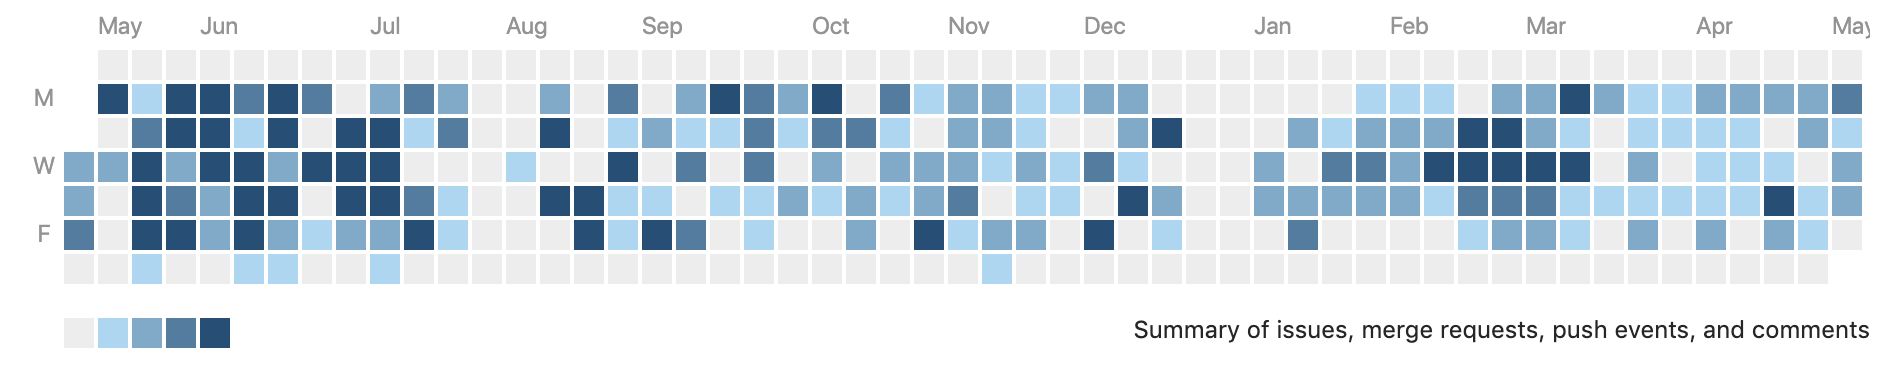 May Jun Jul Aug Sep Oct Nov Dec Jan Feb Mar Apr May
M
W
F
Summary of issues, merge requests, push events, and comments